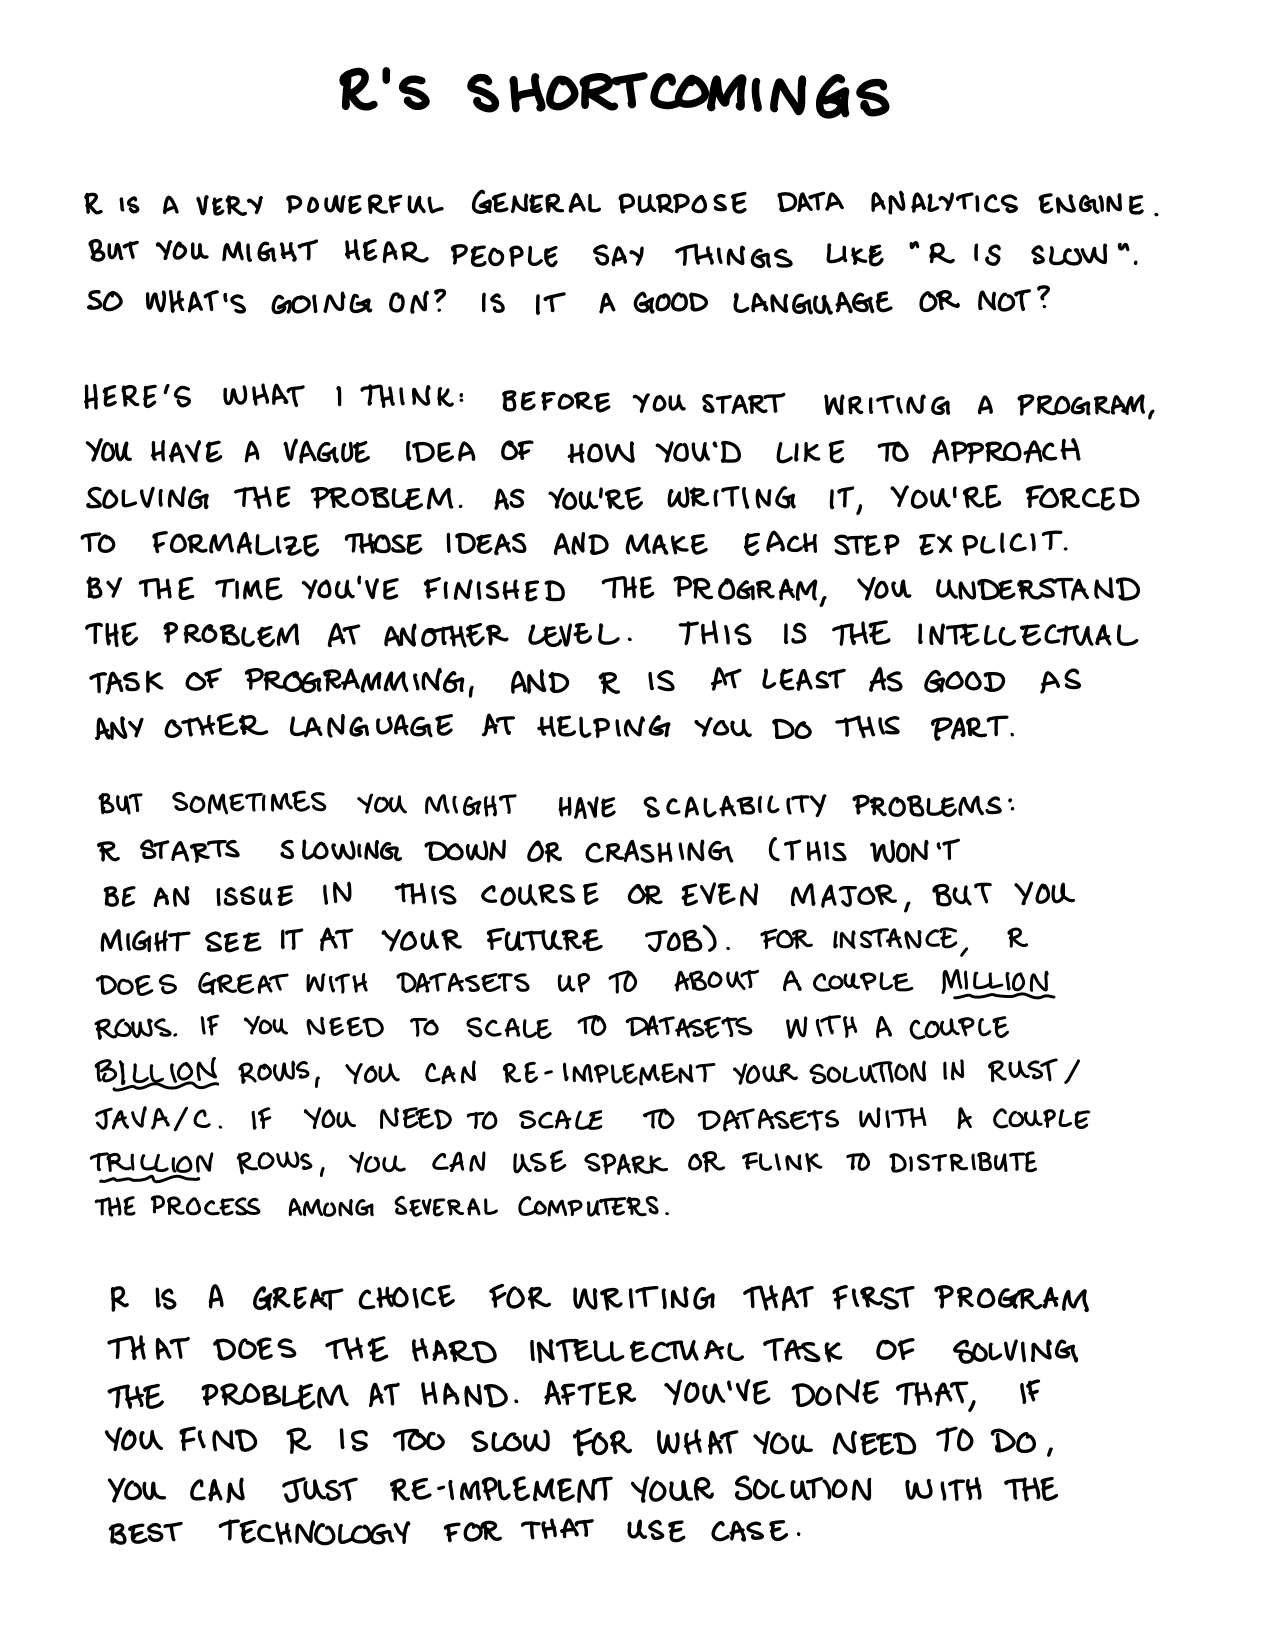 R'S SHORTCOMINGS
R IS A VERY POWERFUL GENERAL PURPOSE DATA ANALYTICS ENGINE.
BUT YOU MIGHT HEAR PEOPLE SAY THINGS LIKE "R IS SLOW".
SO WHAT'S GOING ON? IS IT A GOOD LANGUAGE OR NOT?
HERE'S WHAT I THINK: BEFORE YOU START WRITING A PROGRAM,
YOU HAVE A VAGUE IDEA OF HOW YOU'D LIKE TO APPROACH
SOLVING THE PROBLEM. AS YOU'RE WRITING IT, YOU'RE FORCED
TO FORMALIZE THOSE IDEAS AND MAKE EACH STEP EXPLICIT.
BY THE TIME YOU'VE FINISHED THE PROGRAM, YOU UNDERSTAND
THE PROBLEM AT ANOTHER LEVEL. THIS IS THE INTELLECTUAL
TASK OF PROGRAMMING, AND R IS AT LEAST AS GOOD AS
ANY OTHER LANGUAGE AT HELPING YOU DO THIS PART.
BUT SOMETIMES YOU MIGHT HAVE SCALABILITY PROBLEMS:
R STARTS SLOWING DOWN OR CRASHING (THIS WON'T
BE AN ISSUE IN THIS COURSE OR EVEN MAJOR, BUT YOU
MIGHT SEE IT AT YOUR FUTURE JOB). FOR INSTANCE, R
DOES GREAT WITH DATASETS UP TO ABOUT A COUPLE MILLION
ROWS. IF YOU NEED TO SCALE TO DATASETS WITH A COUPLE
BILLION ROWS, YOU CAN RE-IMPLEMENT YOUR SOLUTION IN RUST/
JAVA/C. IF YOU NEED TO SCALE TO DATASETS WITH A COUPLE
TRILLION ROWS, YOU CAN USE SPARK OR FLINK TO DISTRIBUTE
THE PROCESS AMONG SEVERAL COMPUTERS.
R IS A GREAT CHOICE FOR WRITING THAT FIRST PROGRAM
THAT DOES THE HARD INTELLECTUAL TASK OF SOLVING
THE PROBLEM AT HAND. AFTER YOU'VE DONE THAT, IF
YOU FIND R IS TOO SLOW FOR WHAT YOU NEED TO DO,
YOU CAN JUST RE-IMPLEMENT YOUR SOLUTION WITH THE
BEST TECHNOLOGY FOR THAT USE CASE.